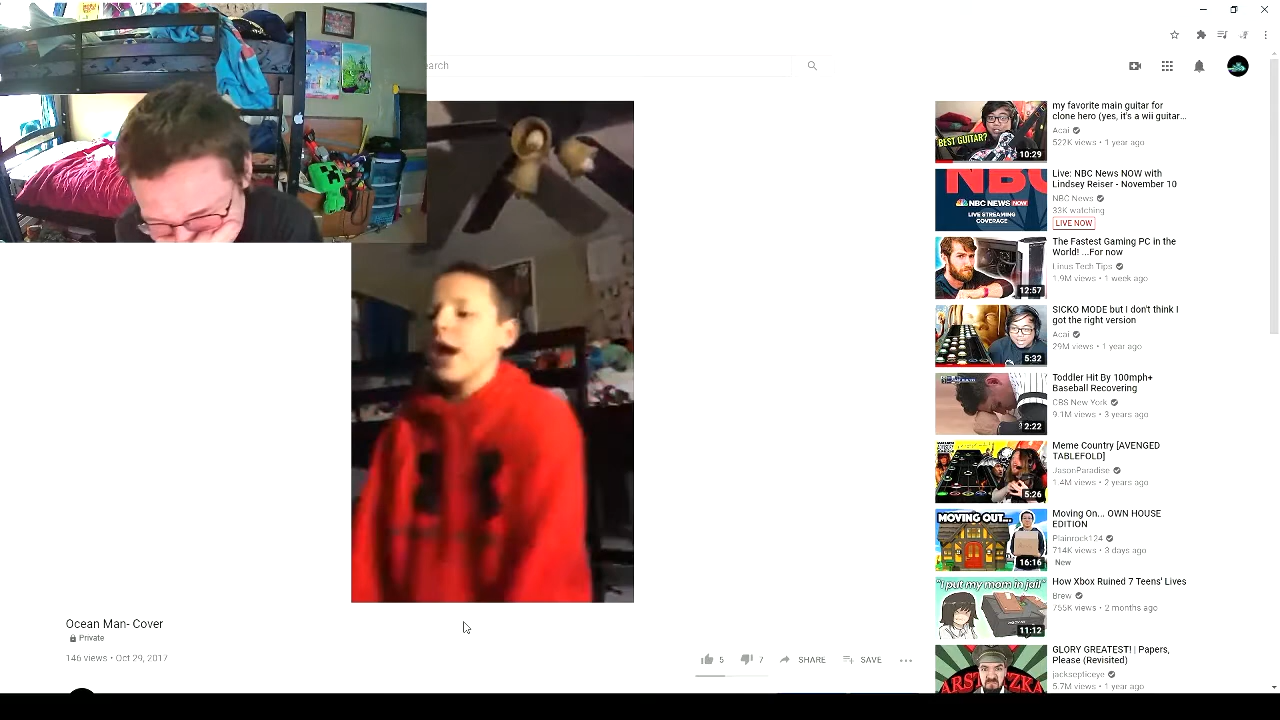 earch
my favorite main guitar for
clone hero (yes, it's a wii guitar...
Acai
522K views • 1 year ago
BEST GUITAR?
10:29
Live: NBC News NOW with
Lindsey Reiser - November 10
NBC News
33K watching
LIVE NOW
NBC
NBC NEWS NOW
LIVE STREAMING
COVERAGE
The Fastest Gaming PC in the
World! ...For now
Linus Tech Tips
1.9M views • 1 week ago
12:57
SICKO MODE but I don't think I
got the right version
Acai
29M views • 1 year ago
5:32
Toddler Hit By 100mph+
Baseball Recovering
CBS New York
9.1M views • 3 years ago
2:22
Meme Country [AVENGED
TABLEFOLD]
JasonParadise
1.4M views • 2 years ago
5:26
Moving On... OWN HOUSE
EDITION
Plainrock124
714K views • 3 days ago
New
MOVING OUT...
16:16
How Xbox Ruined 7 Teens' Lives
Brew
755K views • 2 months ago
"I put my mom in jail"
11:12
GLORY GREATEST! | Papers,
Please (Revisited)
jacksepticeye
5.7M views • 1 year ago
Ocean Man- Cover
Private
146 views • Oct 29, 2017
5
7
SHARE
SAVE